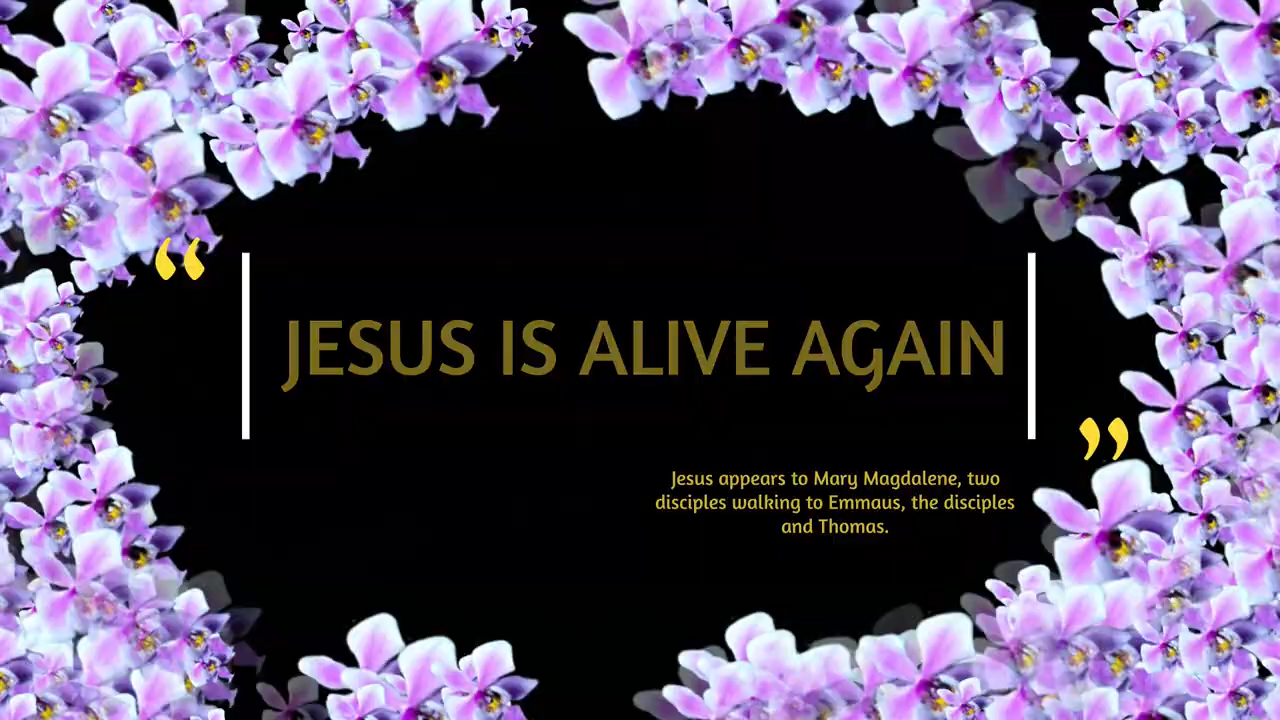 “
JESUS IS ALIVE AGAIN
”
Jesus appears to Mary Magdalene, two
disciples walking to Emmaus, the disciples
and Thomas.